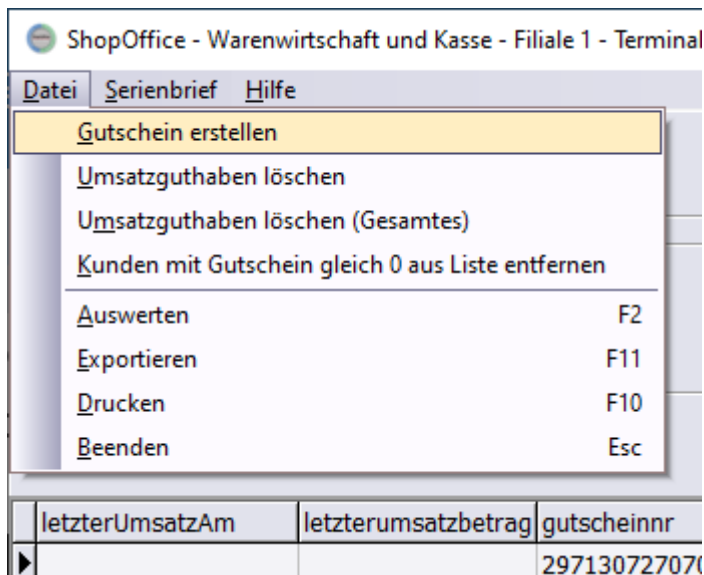 ShopOffice - Warenwirtschaft und Kasse - Filiale 1 - Terminal
Datei Serienbrief Hilfe
Gutschein erstellen
Umsatzguthaben löschen
Umsatzguthaben löschen (Gesamtes)
Kunden mit Gutschein gleich 0 aus Liste entfernen
Auswerten F2
Exportieren F11
Drucken F10
Beenden Esc
letzterUmsatzAm letzterumsatzbetrag gutscheinnr
297130727070